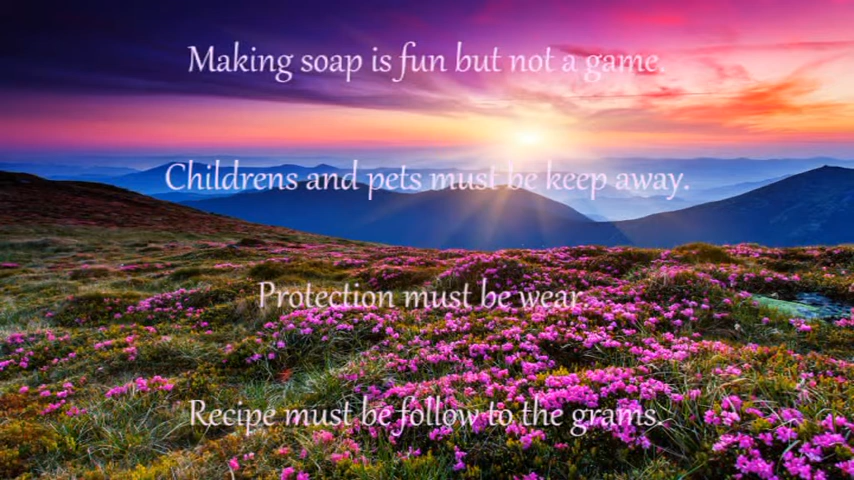 Making soap is fun but not a game.
Childrens and pets must be keep away.
Protection must be wear.
Recipe must be follow to the grams.